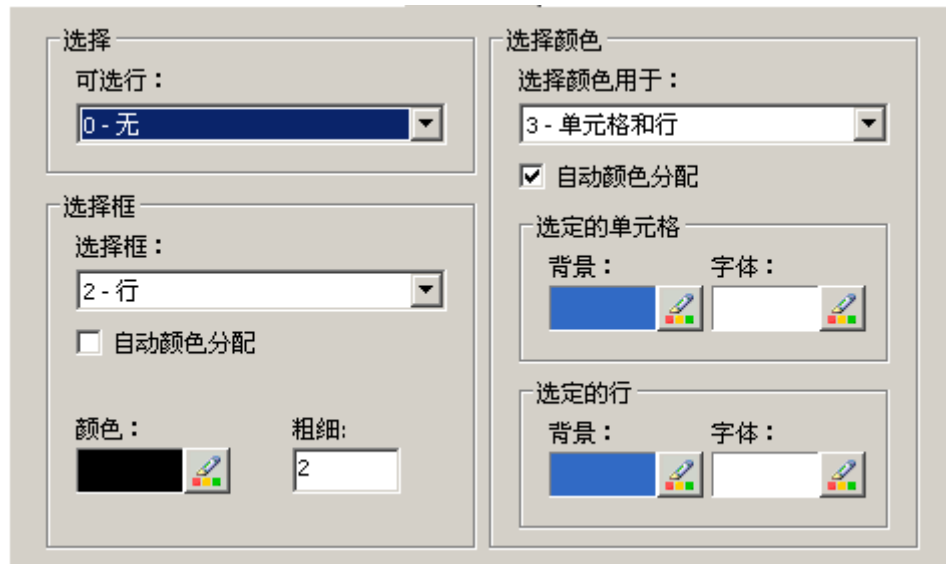 选择
可选行：
0 - 无
选择框
选择框：
2 - 行
自动颜色分配
颜色：
粗细:
2
选择颜色
选择颜色用于：
3 - 单元格和行
自动颜色分配
选定的单元格
背景：
字体：
选定的行
背景：
字体：